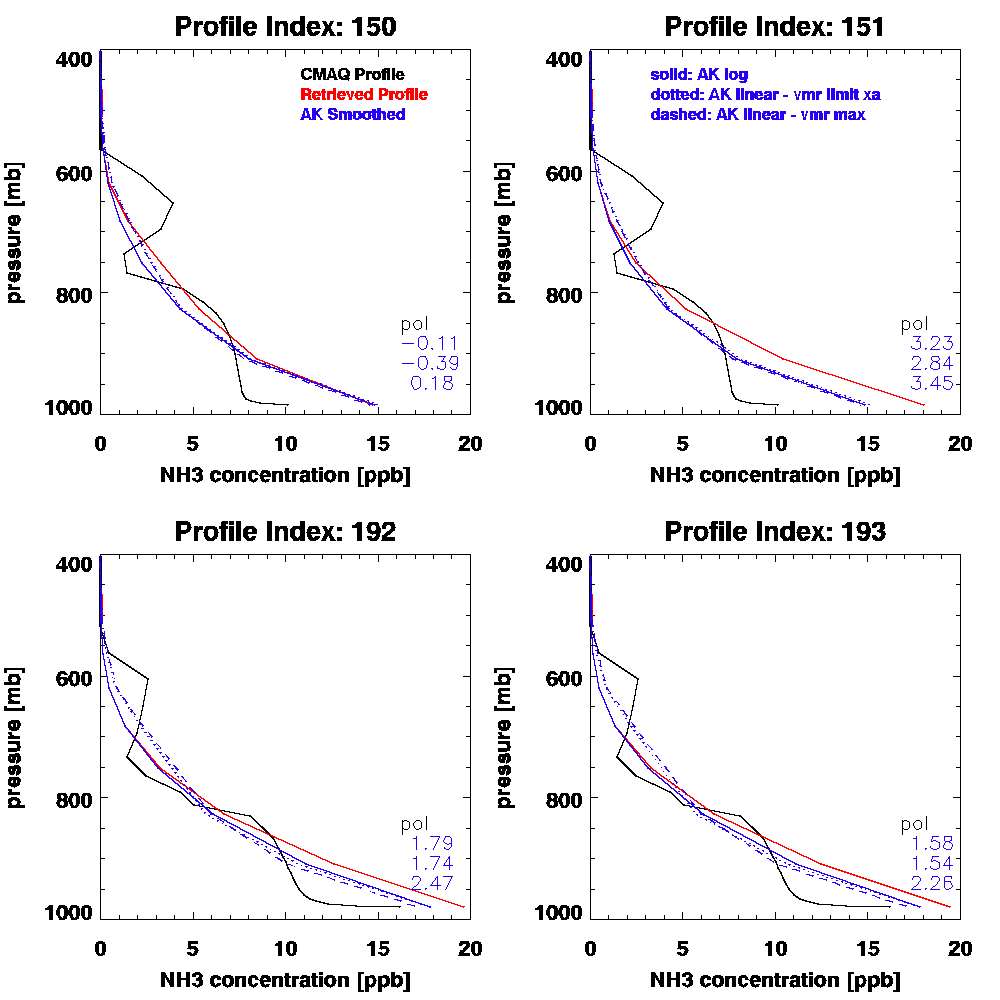 Profile Index: 150
400
600
800
1000
pressure [mb]
CMAQ Profile
Retrieved Profile
AK Smoothed
pol
−0.11
−0.39
0.18
0 5 10 15 20
NH3 concentration [ppb]
Profile Index: 151
400
600
800
1000
pressure [mb]
solid: AK log
dotted: AK linear - vmr limit xa
dashed: AK linear - vmr max
pol
3.23
2.84
3.45
0 5 10 15 20
NH3 concentration [ppb]
Profile Index: 192
400
600
800
1000
pressure [mb]
pol
1.79
1.74
2.47
0 5 10 15 20
NH3 concentration [ppb]
Profile Index: 193
400
600
800
1000
pressure [mb]
pol
1.58
1.54
2.26
0 5 10 15 20
NH3 concentration [ppb]